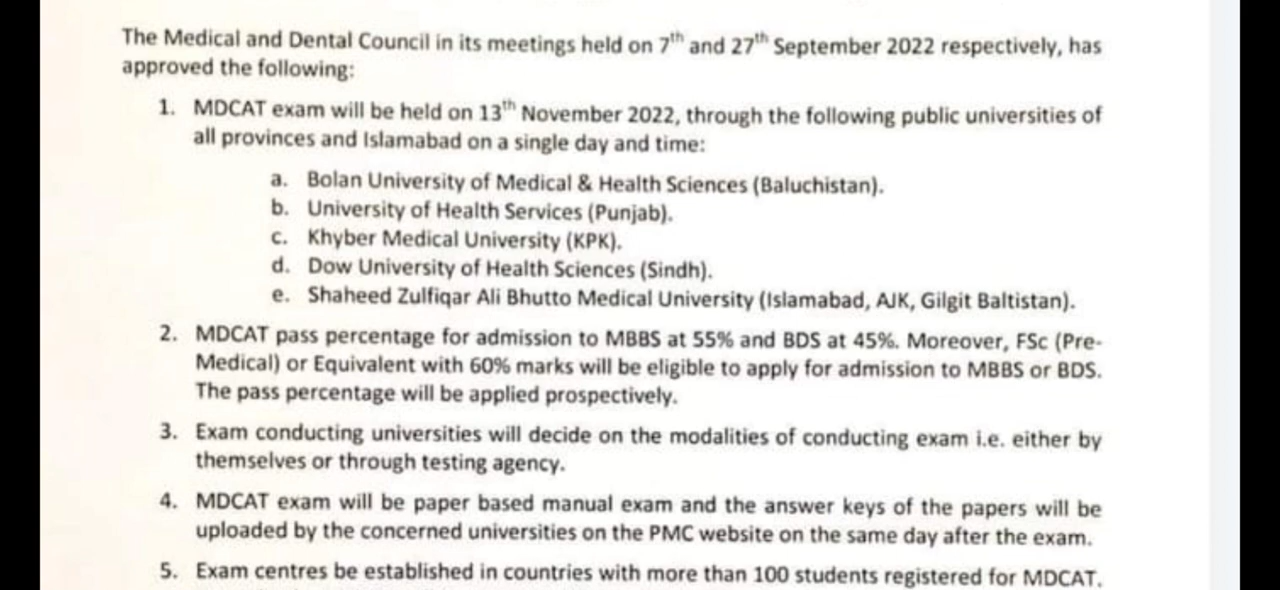 The Medical and Dental Council in its meetings held on 7th and 27th September 2022 respectively, has
approved the following:
1. MDCAT exam will be held on 13th November 2022, through the following public universities of
all provinces and Islamabad on a single day and time:
a. Bolan University of Medical & Health Sciences (Baluchistan).
b. University of Health Services (Punjab).
c. Khyber Medical University (KPK).
d. Dow University of Health Sciences (Sindh).
e. Shaheed Zulfiqar Ali Bhutto Medical University (Islamabad, AJK, Gilgit Baltistan).
2. MDCAT pass percentage for admission to MBBS at 55% and BDS at 45%. Moreover, FSc (Pre-
Medical) or Equivalent with 60% marks will be eligible to apply for admission to MBBS or BDS.
The pass percentage will be applied prospectively.
3. Exam conducting universities will decide on the modalities of conducting exam i.e. either by
themselves or through testing agency.
4. MDCAT exam will be paper based manual exam and the answer keys of the papers will be
uploaded by the concerned universities on the PMC website on the same day after the exam.
5. Exam centres be established in countries with more than 100 students registered for MDCAT.